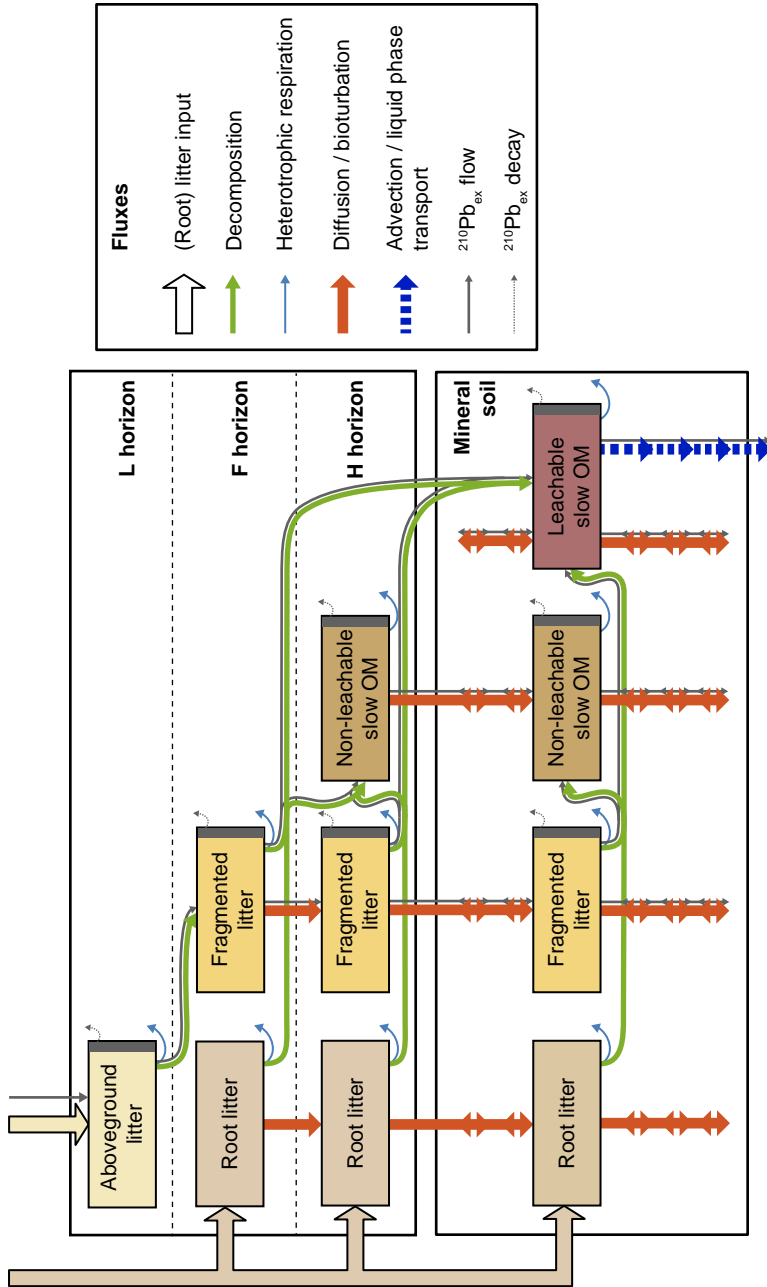 L horizon
Aboveground
litter
F horizon
Root litter
Fragmented
litter
H horizon
Root litter
Fragmented
litter
Non-leachable
slow OM
Mineral
soil
Root litter
Fragmented
litter
Non-leachable
slow OM
Leachable
slow OM
Fluxes
(Root) litter input
Decomposition
Heterotrophic respiration
Diffusion / bioturbation
Advection / liquid phase
transport
²¹⁰Pbₑₓ flow
²¹⁰Pbₑₓ decay